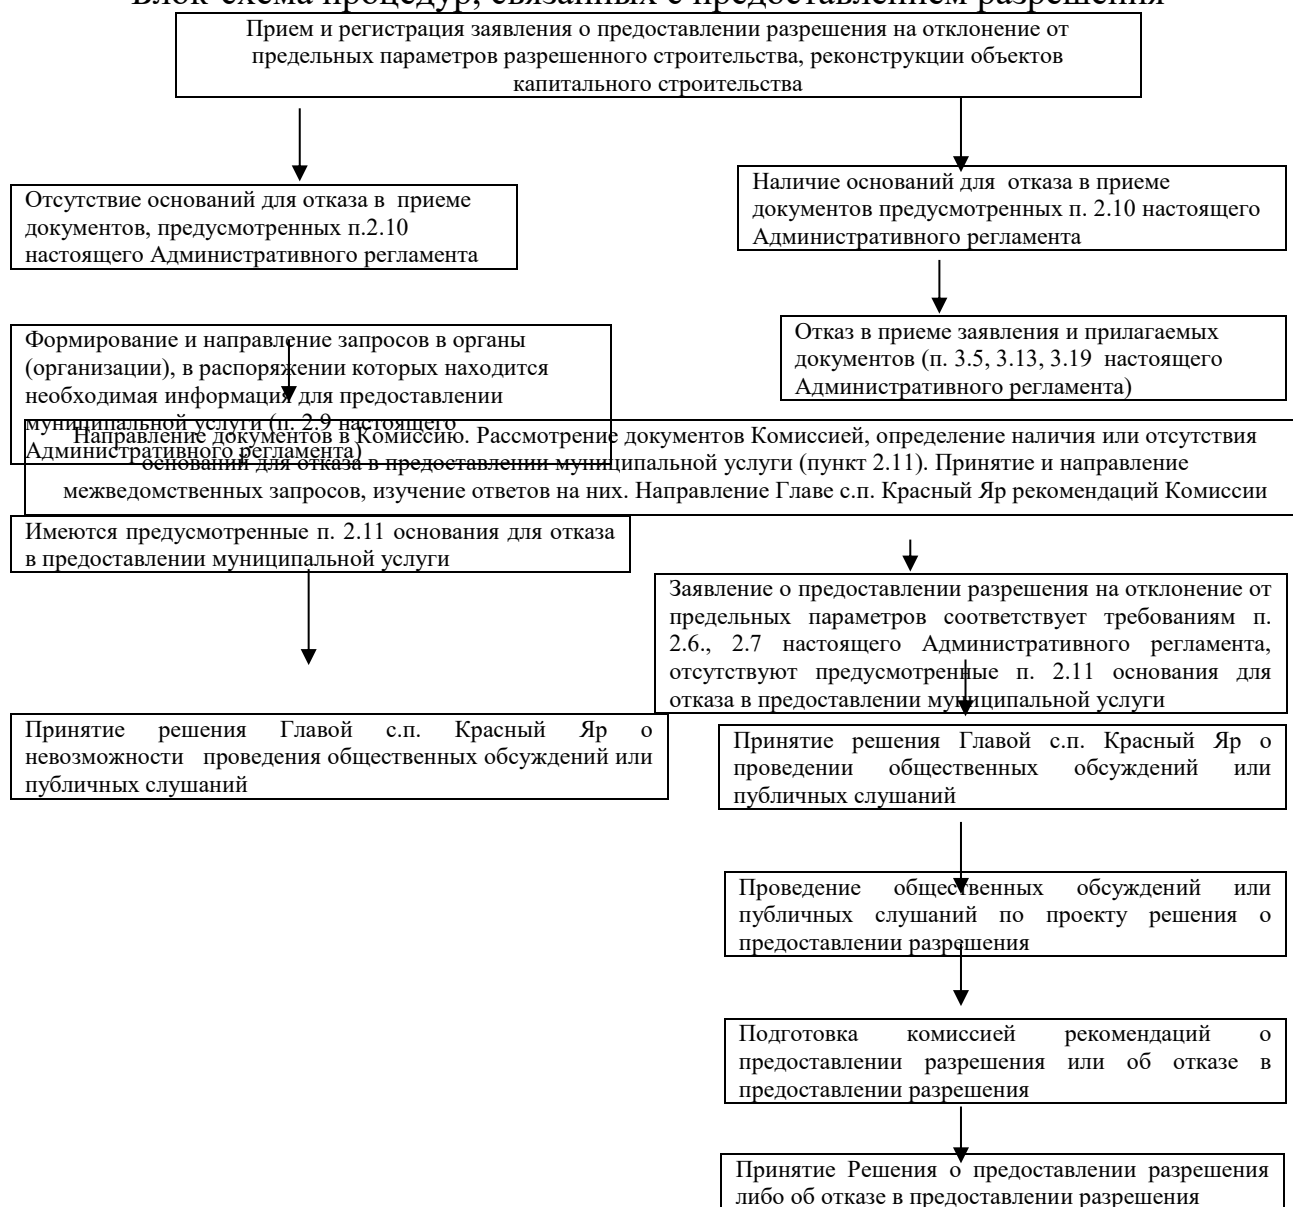 Блок-схема процедур, связанных с предоставлением разрешения
Прием и регистрация заявления о предоставлении разрешения на отклонение от
предельных параметров разрешенного строительства, реконструкции объектов
капитального строительства
Отсутствие оснований для отказа в приеме
документов, предусмотренных п.2.10
настоящего Административного регламента
Наличие оснований для отказа в приеме
документов предусмотренных п. 2.10 настоящего
Административного регламента
Формирование и направление запросов в органы
(организации), в распоряжении которых находится
необходимая информация для предоставлении
муниципальной услуги (п. 2.9 настоящего
Административного регламента)
Отказ в приеме заявления и прилагаемых
документов (п. 3.5, 3.13, 3.19 настоящего
Административного регламента)
Направление документов в Комиссию. Рассмотрение документов Комиссией, определение наличия или отсутствия
оснований для отказа в предоставлении муниципальной услуги (пункт 2.11). Принятие и направление
межведомственных запросов, изучение ответов на них. Направление Главе с.п. Красный Яр рекомендаций Комиссии
Имеются предусмотренные п. 2.11 основания для отказа
в предоставлении муниципальной услуги
Заявление о предоставлении разрешения на отклонение от
предельных параметров соответствует требованиям п.
2.6., 2.7 настоящего Административного регламента,
отсутствуют предусмотренные п. 2.11 основания для
отказа в предоставлении муниципальной услуги
Принятие решения Главой с.п. Красный Яр о
невозможности проведения общественных обсуждений или
публичных слушаний
Принятие решения Главой с.п. Красный Яр о
проведении общественных обсуждений или
публичных слушаний
Проведение общественных обсуждений или
публичных слушаний по проекту решения о
предоставлении разрешения
Подготовка комиссией рекомендаций о
предоставлении разрешения или об отказе в
предоставлении разрешения
Принятие Решения о предоставлении разрешения
либо об отказе в предоставлении разрешения